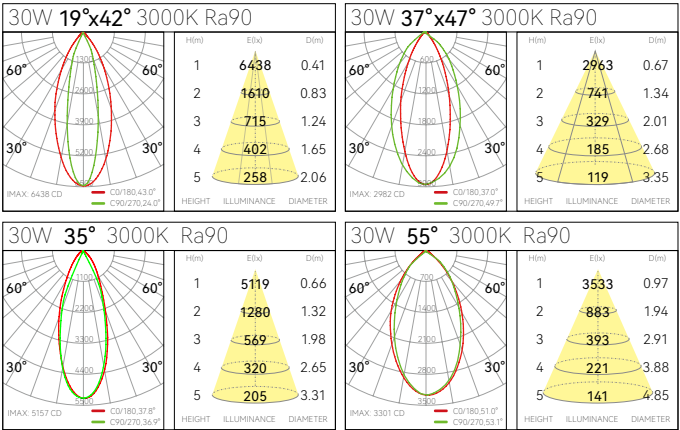 30W 19°x42° 3000K Ra90
H(m) E(lx) D(m)
60° 60°
30° 30°
1300
2600
3900
5200
1 6438 0.41
2 1610 0.83
3 715 1.24
4 402 1.65
5 258 2.06
IMAX: 6438 CD
C0/180,43.0°
C90/270,24.0°
HEIGHT ILLUMINANCE DIAMETER
30W 37°x47° 3000K Ra90
H(m) E(lx) D(m)
60° 60°
30° 30°
600
1200
1800
2400
1 2963 0.67
2 741 1.34
3 329 2.01
4 185 2.68
5 119 3.35
IMAX: 2982 CD
C0/180,37.0°
C90/270,49.7°
HEIGHT ILLUMINANCE DIAMETER
30W 35° 3000K Ra90
H(m) E(lx) D(m)
60° 60°
30° 30°
1100
2200
3300
4400
5500
1 5119 0.66
2 1280 1.32
3 569 1.98
4 320 2.65
5 205 3.31
IMAX: 5157 CD
C0/180,37.8°
C90/270,36.9°
HEIGHT ILLUMINANCE DIAMETER
30W 55° 3000K Ra90
H(m) E(lx) D(m)
60° 60°
30° 30°
700
1400
2100
2800
3500
1 3533 0.97
2 883 1.94
3 393 2.91
4 221 3.88
5 141 4.85
IMAX: 3301 CD
C0/180,51.0°
C90/270,53.1°
HEIGHT ILLUMINANCE DIAMETER